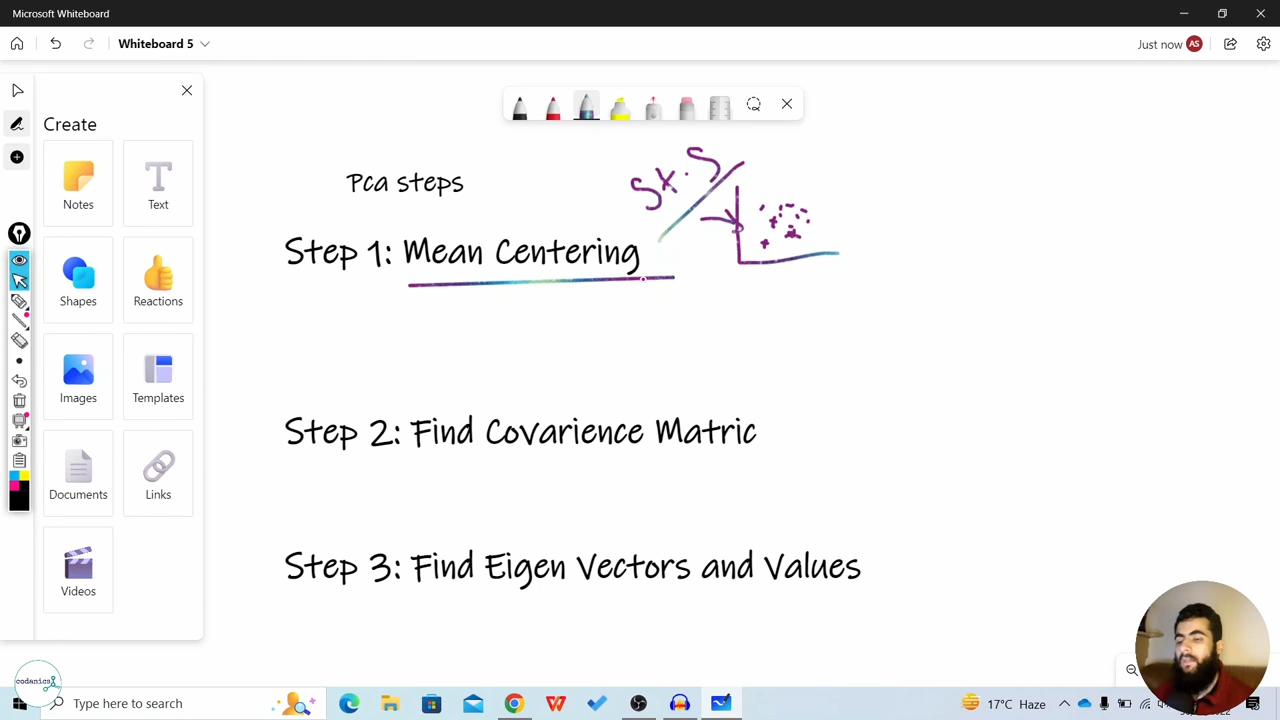 Microsoft Whiteboard
Whiteboard 5
Just now AS
Create
Notes
Text
Shapes
Reactions
Images
Templates
Documents
Links
Videos
Pca steps
Step 1: Mean Centering
Step 2: Find Covarience Matric
Step 3: Find Eigen Vectors and Values
codanics
Type here to search
17°C Haze